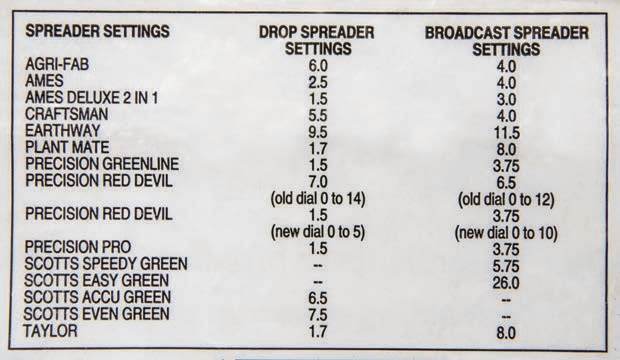 SPREADER SETTINGS DROP SPREADER SETTINGS BROADCAST SPREADER SETTINGS
AGRI-FAB 6.0 4.0
AMES 2.5 4.0
AMES DELUXE 2 IN 1 1.5 3.0
CRAFTSMAN 5.5 4.0
EARTHWAY 9.5 11.5
PLANT MATE 1.7 8.0
PRECISION GREENLINE 1.5 3.75
PRECISION RED DEVIL 7.0 6.5
(old dial 0 to 14) (old dial 0 to 12)
PRECISION RED DEVIL 1.5 3.75
(new dial 0 to 5) (new dial 0 to 10)
PRECISION PRO 1.5 3.75
SCOTTS SPEEDY GREEN -- 5.75
SCOTTS EASY GREEN -- 26.0
SCOTTS ACCU GREEN 6.5 --
SCOTTS EVEN GREEN 7.5 --
TAYLOR 1.7 8.0